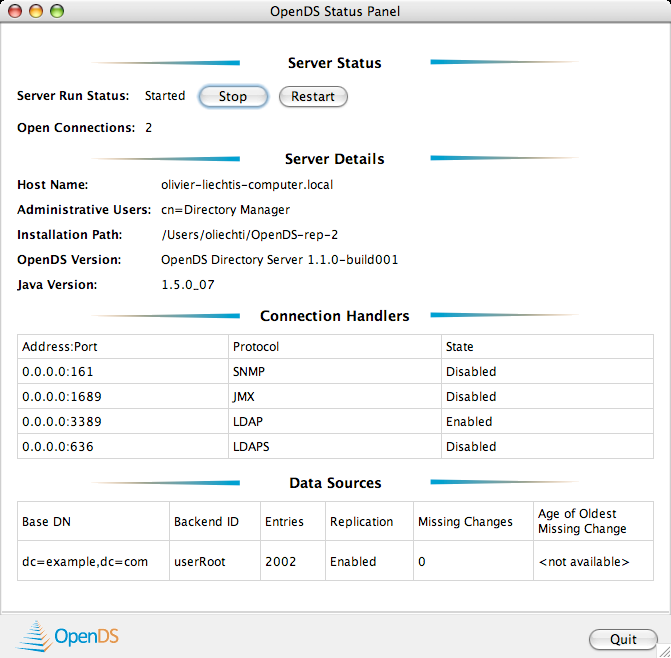 OpenDS Status Panel
Server Status
Server Run Status: Started Stop Restart
Open Connections: 2
Server Details
Host Name: olivier-liechtis-computer.local
Administrative Users: cn=Directory Manager
Installation Path: /Users/oliechti/OpenDS-rep-2
OpenDS Version: OpenDS Directory Server 1.1.0-build001
Java Version: 1.5.0_07
Connection Handlers
Address:Port Protocol State
0.0.0.0:161 SNMP Disabled
0.0.0.0:1689 JMX Disabled
0.0.0.0:3389 LDAP Enabled
0.0.0.0:636 LDAPS Disabled
Data Sources
Base DN Backend ID Entries Replication Missing Changes Age of Oldest
Missing Change
dc=example,dc=com userRoot 2002 Enabled 0 <not available>
OpenDS Quit